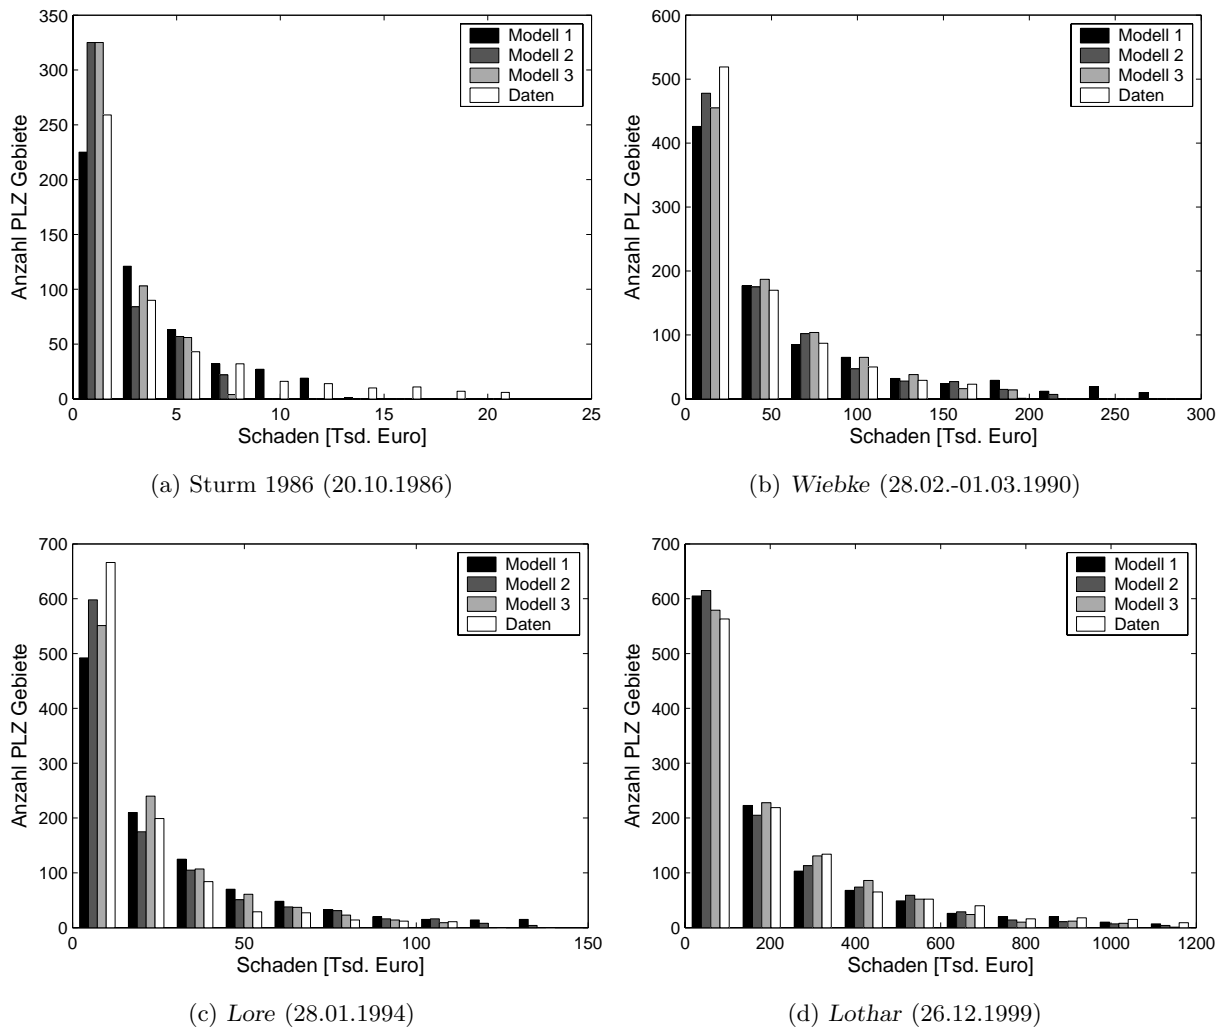 350
300
250
200
150
100
50
0
Anzahl PLZ Gebiete
0 5 10 15 20 25
Schaden [Tsd. Euro]
Modell 1
Modell 2
Modell 3
Daten
(a) Sturm 1986 (20.10.1986)
600
500
400
300
200
100
0
Anzahl PLZ Gebiete
0 50 100 150 200 250 300
Schaden [Tsd. Euro]
Modell 1
Modell 2
Modell 3
Daten
(b) Wiebke (28.02.-01.03.1990)
700
600
500
400
300
200
100
0
Anzahl PLZ Gebiete
0 50 100 150
Schaden [Tsd. Euro]
Modell 1
Modell 2
Modell 3
Daten
(c) Lore (28.01.1994)
700
600
500
400
300
200
100
0
Anzahl PLZ Gebiete
0 200 400 600 800 1000 1200
Schaden [Tsd. Euro]
Modell 1
Modell 2
Modell 3
Daten
(d) Lothar (26.12.1999)